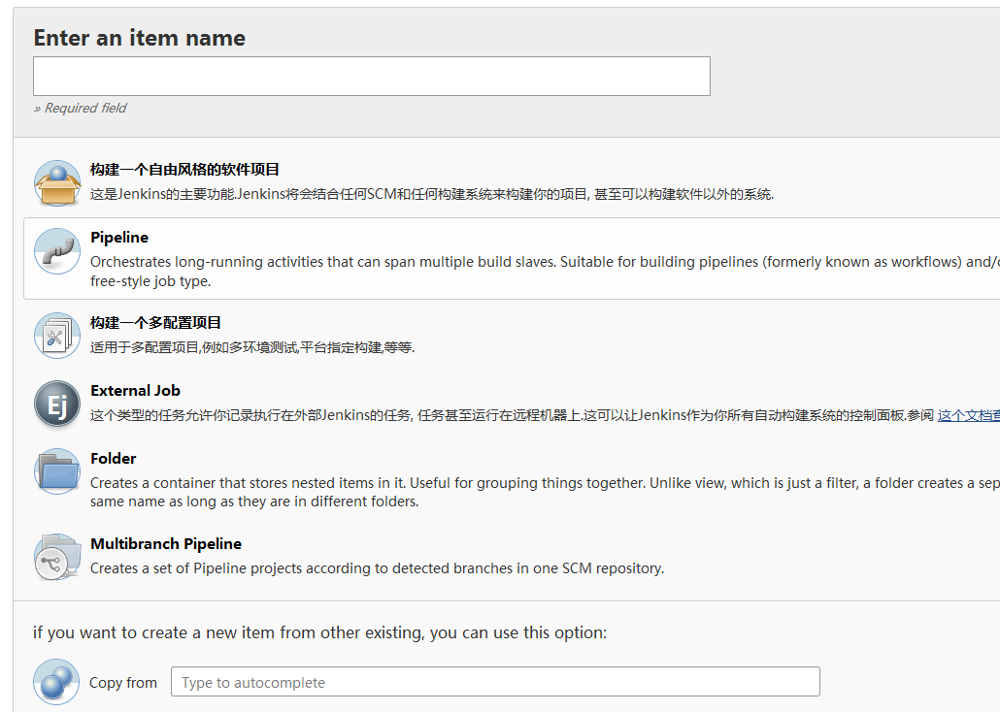 Enter an item name
» Required field
构建一个自由风格的软件项目
这是Jenkins的主要功能.Jenkins将会结合任何SCM和任何构建系统来构建你的项目, 甚至可以构建软件以外的系统.
Pipeline
Orchestrates long-running activities that can span multiple build slaves. Suitable for building pipelines (formerly known as workflows) and/
free-style job type.
构建一个多配置项目
适用于多配置项目,例如多环境测试,平台指定构建,等等.
Ej
External Job
这个类型的任务允许你记录执行在外部Jenkins的任务, 任务甚至运行在远程机器上.这可以让Jenkins作为你所有自动构建系统的控制面板.参阅 这个文档
Folder
Creates a container that stores nested items in it. Useful for grouping things together. Unlike view, which is just a filter, a folder creates a sep
same name as long as they are in different folders.
Multibranch Pipeline
Creates a set of Pipeline projects according to detected branches in one SCM repository.
if you want to create a new item from other existing, you can use this option:
Copy from
Type to autocomplete